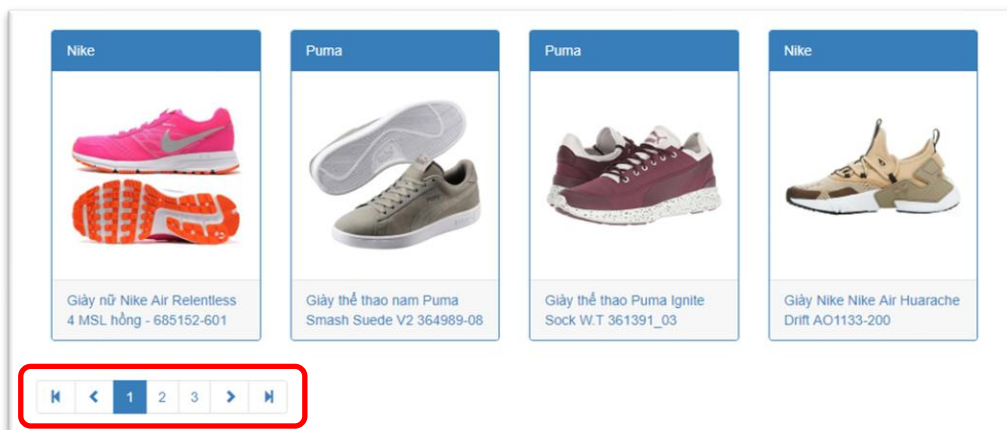 Nike
Puma
Puma
Nike
Giày nữ Nike Air Relentless
4 MSL hồng - 685152-601
Giày thể thao nam Puma
Smash Suede V2 364989-08
Giày thể thao Puma Ignite
Sock W.T 361391_03
Giày Nike Nike Air Huarache
Drift AO1133-200
1 2 3